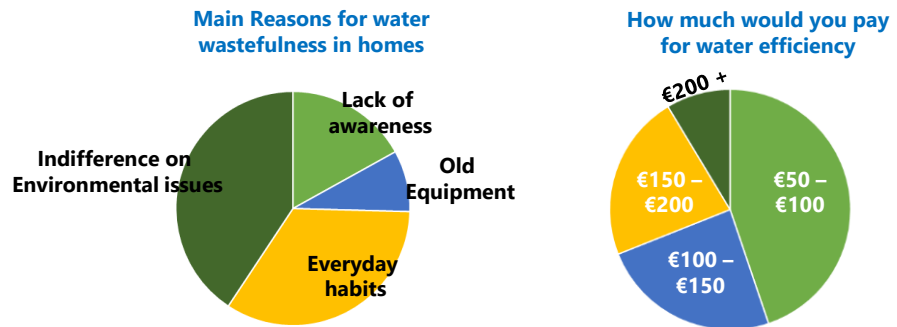 Main Reasons for water
wastefulness in homes
Lack of
awareness
Old
Equipment
Everyday
habits
Indifference on
Environmental issues
How much would you pay
for water efficiency
€200 +
€50 –
€100
€100 –
€150
€150 –
€200